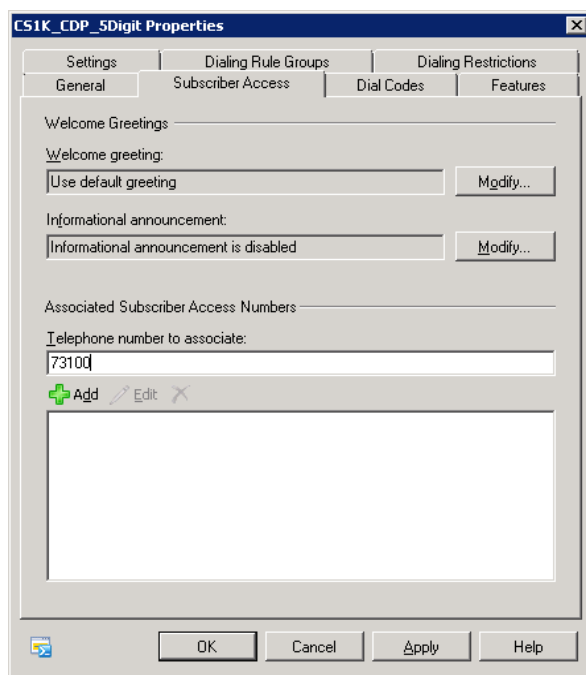 CS1K_CDP_5Digit Properties
Settings Dialing Rule Groups Dialing Restrictions
General Subscriber Access Dial Codes Features
Welcome Greetings
Welcome greeting:
Use default greeting Modify...
Informational announcement:
Informational announcement is disabled Modify...
Associated Subscriber Access Numbers
Telephone number to associate:
73100
Add Edit
OK Cancel Apply Help